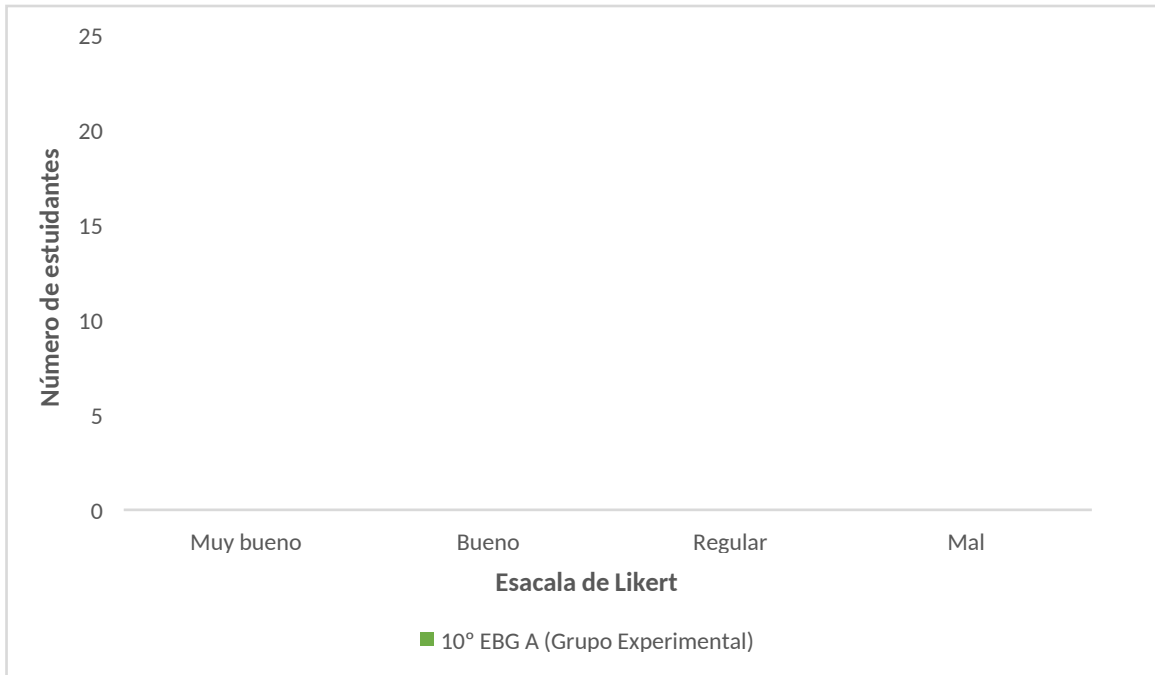 25
20
15
10
5
0
Número de estuidantes
Muy bueno
Bueno
Regular
Mal
Esacala de Likert
10º EBG A (Grupo Experimental)